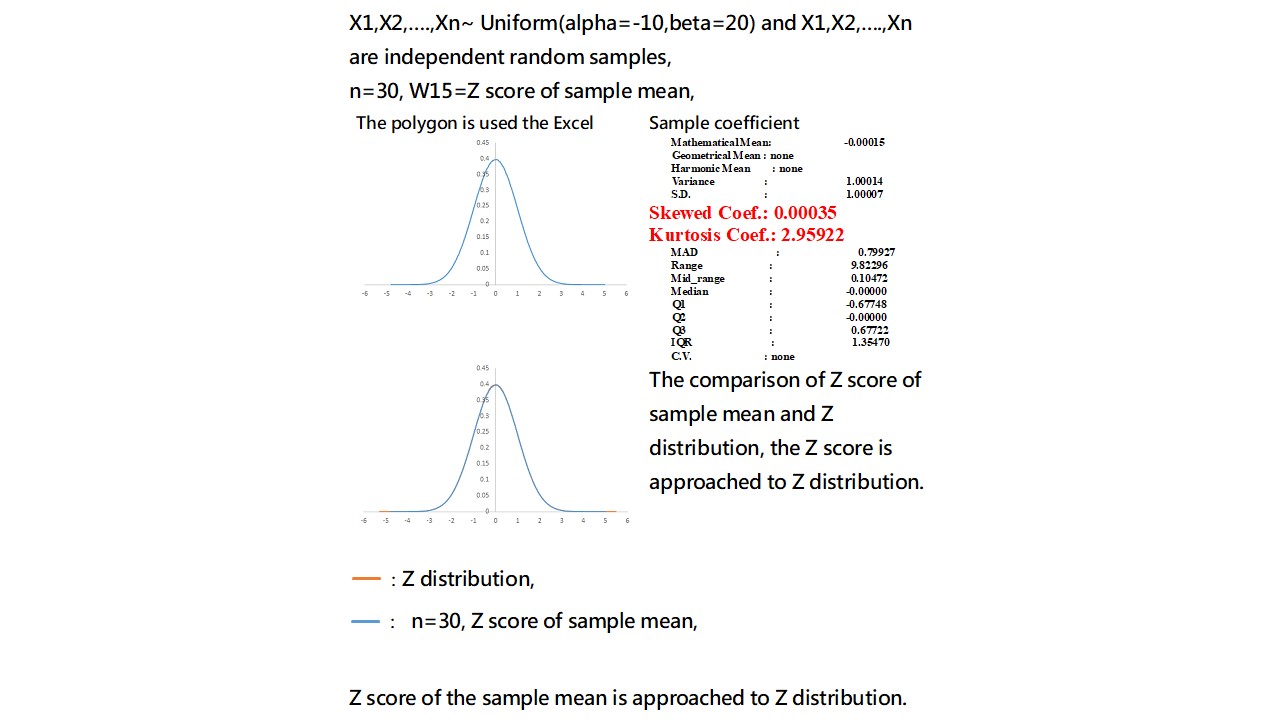 X1,X2,....,Xn~ Uniform(alpha=-10,beta=20) and X1,X2,....,Xn
are independent random samples,
n=30, W15=Z score of sample mean,
The polygon is used the Excel
0.45
0.4
0.35
0.3
0.25
0.2
0.15
0.1
0.05
0
-6 -5 -4 -3 -2 -1 0 1 2 3 4 5 6
Sample coefficient
Mathematical Mean: -0.00015
Geometrical Mean : none
Harmonic Mean : none
Variance : 1.00014
S.D. : 1.00007
Skewed Coef.: 0.00035
Kurtosis Coef.: 2.95922
MAD : 0.79927
Range : 9.82296
Mid_range : 0.10472
Median : -0.00000
Q1 : -0.67748
Q2 : -0.00000
Q3 : 0.67722
IQR : 1.35470
C.V. : none
0.45
0.4
0.35
0.3
0.25
0.2
0.15
0.1
0.05
0
-6 -5 -4 -3 -2 -1 0 1 2 3 4 5 6
The comparison of Z score of
sample mean and Z
distribution, the Z score is
approached to Z distribution.
: Z distribution,
: n=30, Z score of sample mean,
Z score of the sample mean is approached to Z distribution.